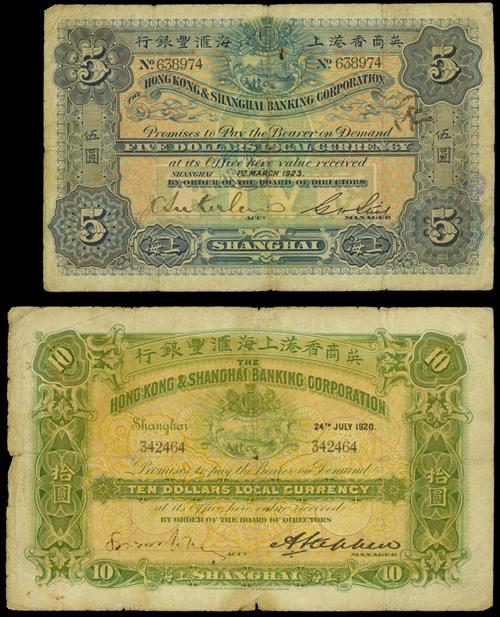 行銀豐滙海上港香商英
5 5
No 638974 No 638974
THE HONG KONG & SHANGHAI BANKING CORPORATION
Promises to Pay the Bearer on Demand
伍圓 FIVE DOLLARS LOCAL CURRENCY 伍圓
at its Office here value received
SHANGHAI 1ST MARCH 1923.
BY ORDER OF THE BOARD OF DIRECTORS
ACCT MANAGER
5 5
海上 SHANGHAI 海上
行銀豐滙海上港香商英
10 10
THE
HONG KONG & SHANGHAI BANKING CORPORATION
Shanghai 24TH JULY 1920.
342464 342464
Promises to pay the Bearer on Demand
拾圓 TEN DOLLARS LOCAL CURRENCY 拾圓
at its Office here value received
BY ORDER OF THE BOARD OF DIRECTORS
ACCT MANAGER
10 SHANGHAI 10